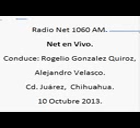 Radio Net 1060 AM.
Net en Vivo.
Conduce: Rogelio Gonzalez Quiroz,
Alejandro Velasco.
Cd. Juárez,  Chihuahua.
10 Octubre 2013.